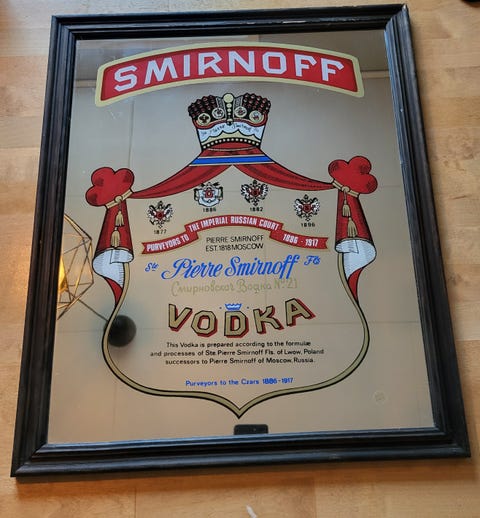 SMIRNOFF
1886 1882
1877 1896
PURVEYORS TO THE IMPERIAL RUSSIAN COURT 1886 - 1917
PIERRE SMIRNOFF
EST. 1818 MOSCOW
Ste Pierre Smirnoff Fls
Смирновская Водка №21
VODKA
This Vodka is prepared according to the formulae
and processes of Ste. Pierre Smirnoff Fls. of Lwow, Poland
successors to Pierre Smirnoff of Moscow, Russia.
Purveyors to the Czars 1886-1917